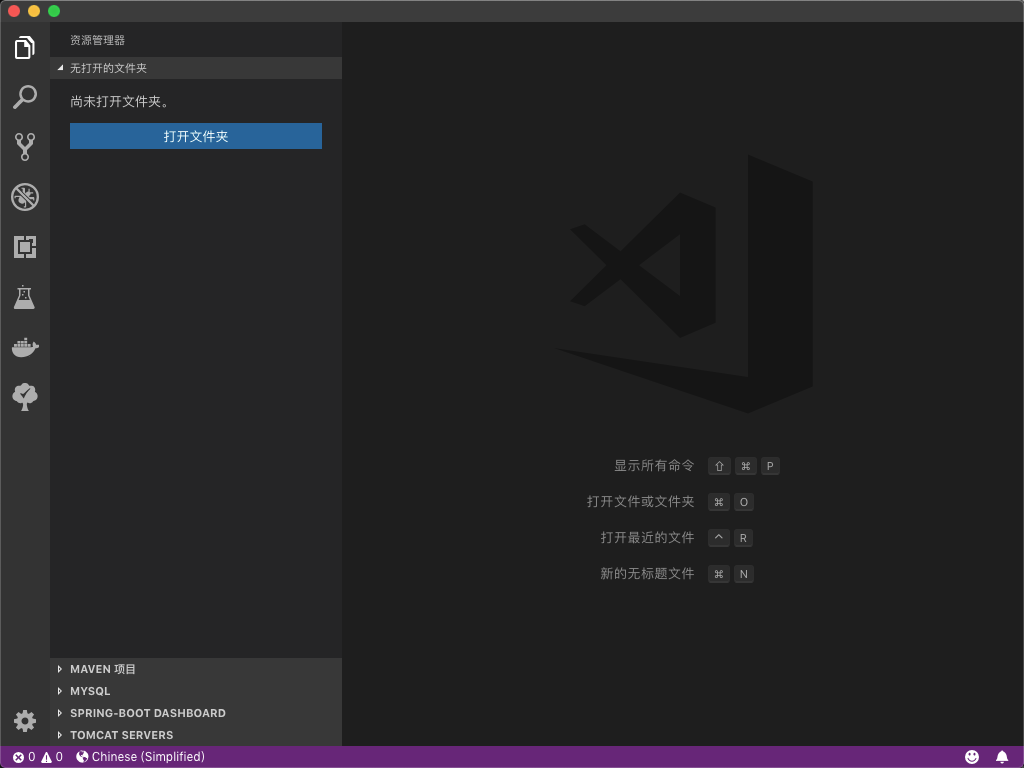 资源管理器
无打开的文件夹
尚未打开文件夹。
打开文件夹
显示所有命令 ⇧ ⌘ P
打开文件或文件夹 ⌘ O
打开最近的文件 ^ R
新的无标题文件 ⌘ N
MAVEN 项目
MYSQL
SPRING-BOOT DASHBOARD
TOMCAT SERVERS
0 0 Chinese (Simplified)